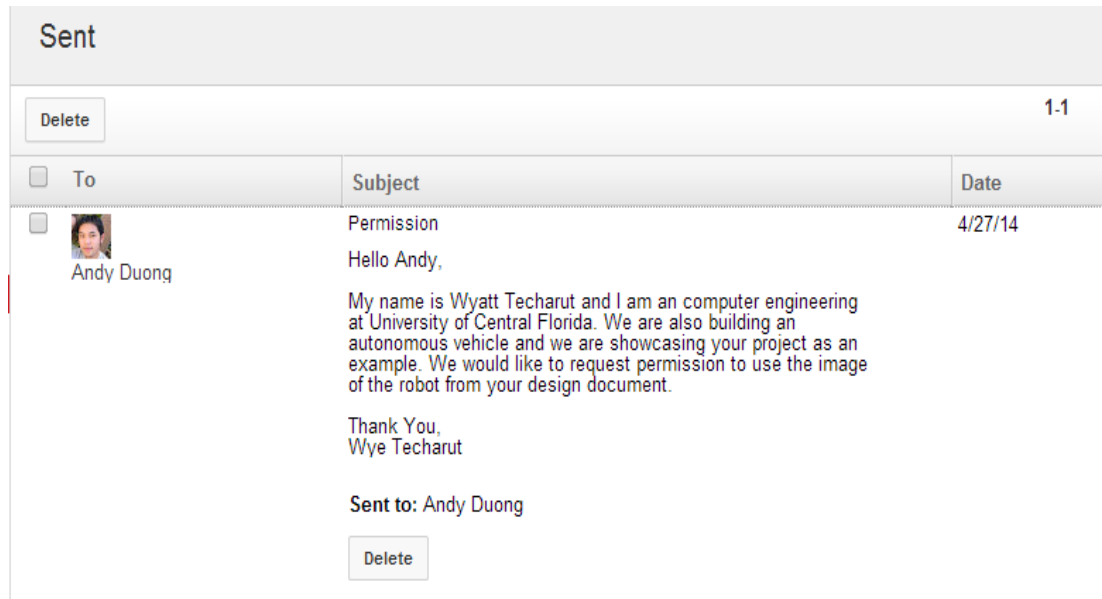 Sent
Delete
1-1
To
Subject
Date
Permission
4/27/14
Andy Duong
Hello Andy,
My name is Wyatt Techarut and I am an computer engineering
at University of Central Florida. We are also building an
autonomous vehicle and we are showcasing your project as an
example. We would like to request permission to use the image
of the robot from your design document.
Thank You,
Wye Techarut
Sent to: Andy Duong
Delete